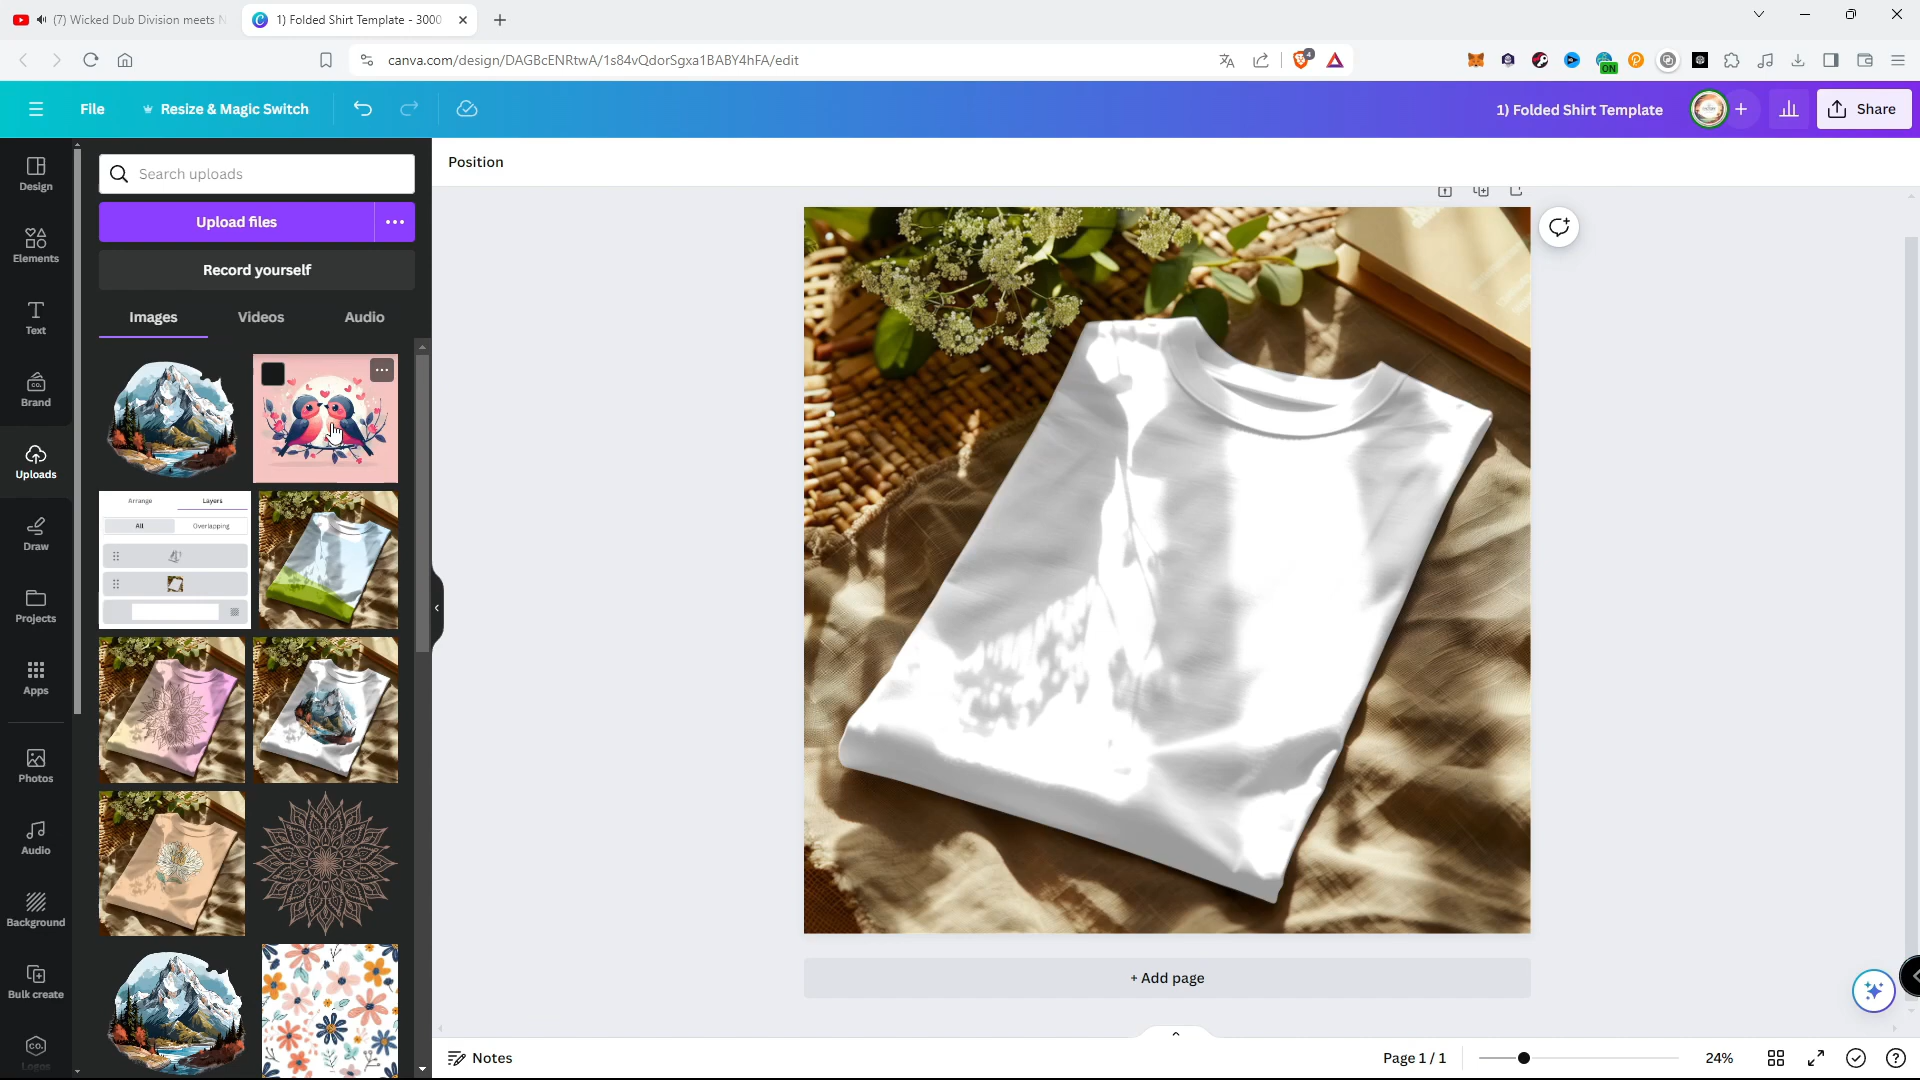 (7) Wicked Dub Division meets N
1) Folded Shirt Template - 3000
canva.com/design/DAGBcENRtwA/1s84vQdorSgxa1BABY4hFA/edit
4
ON
File
Resize & Magic Switch
1) Folded Shirt Template
Share
Design
Elements
Text
Brand
Uploads
Draw
Projects
Apps
Photos
Audio
Background
Bulk create
Logos
Search uploads
Upload files
Record yourself
Images
Videos
Audio
Arrange
Layers
All
Overlapping
Position
+ Add page
Notes
Page 1 / 1
24%